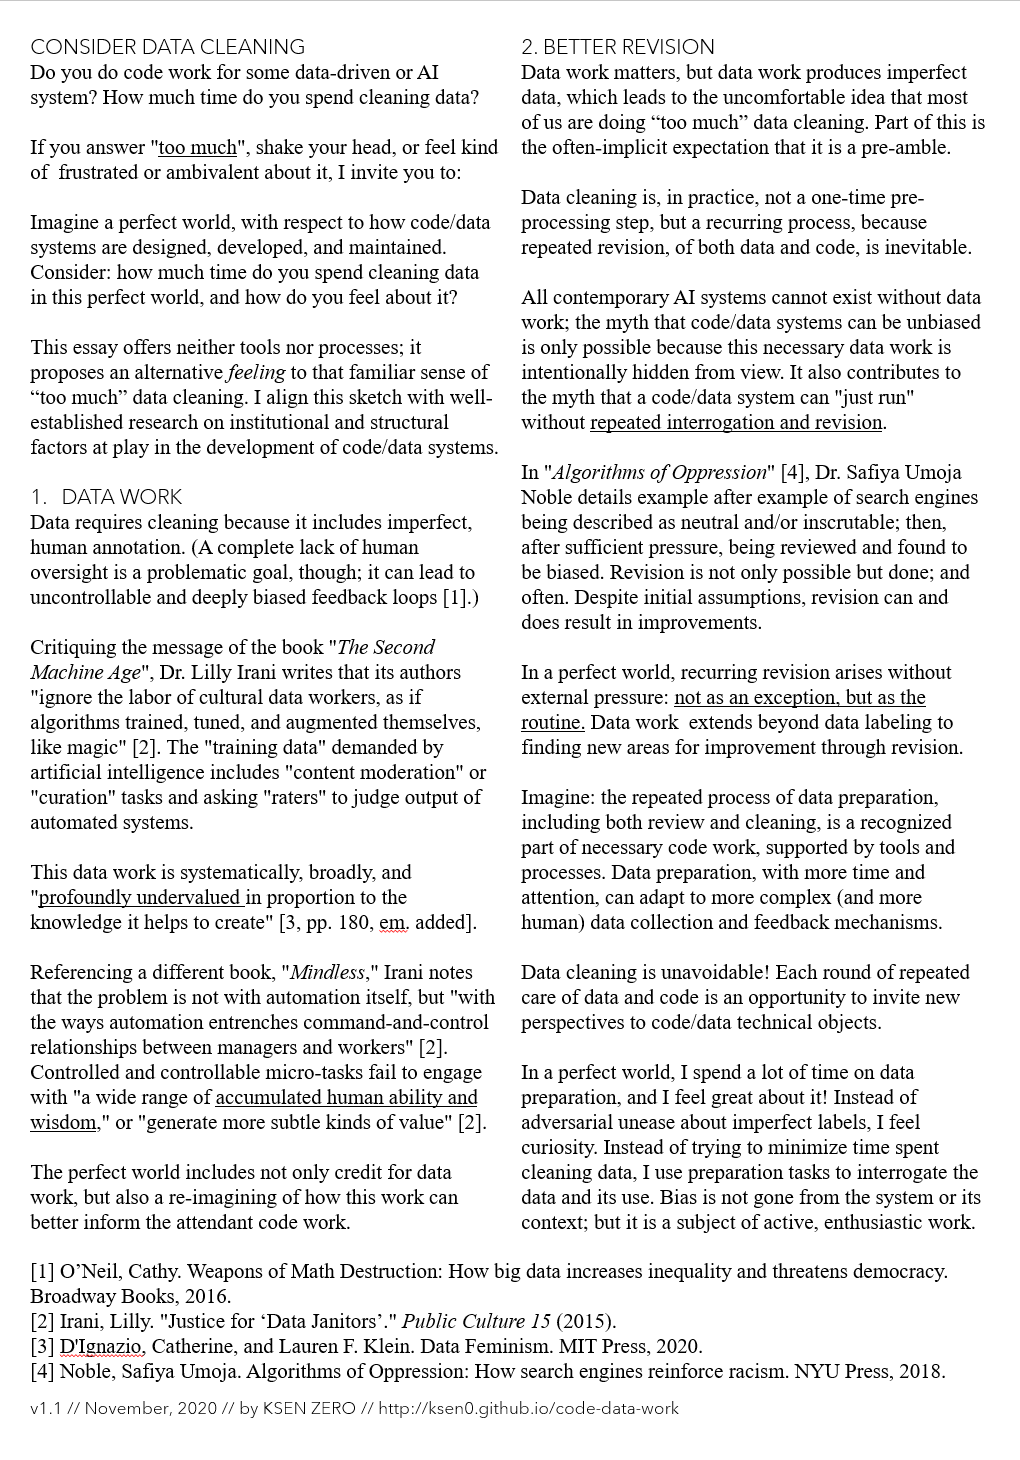 CONSIDER DATA CLEANING
Do you do code work for some data-driven or AI
system? How much time do you spend cleaning data?
If you answer "too much", shake your head, or feel kind
of  frustrated or ambivalent about it, I invite you to:
Imagine a perfect world, with respect to how code/data
systems are designed, developed, and maintained.
Consider: how much time do you spend cleaning data
in this perfect world, and how do you feel about it?
This essay offers neither tools nor processes; it
proposes an alternative feeling to that familiar sense of
“too much” data cleaning. I align this sketch with well-
established research on institutional and structural
factors at play in the development of code/data systems.
1. DATA WORK
Data requires cleaning because it includes imperfect,
human annotation. (A complete lack of human
oversight is a problematic goal, though; it can lead to
uncontrollable and deeply biased feedback loops [1].)
Critiquing the message of the book "The Second
Machine Age", Dr. Lilly Irani writes that its authors
"ignore the labor of cultural data workers, as if
algorithms trained, tuned, and augmented themselves,
like magic" [2]. The "training data" demanded by
artificial intelligence includes "content moderation" or
"curation" tasks and asking "raters" to judge output of
automated systems.
This data work is systematically, broadly, and
"profoundly undervalued in proportion to the
knowledge it helps to create" [3, pp. 180, em. added].
Referencing a different book, "Mindless," Irani notes
that the problem is not with automation itself, but "with
the ways automation entrenches command-and-control
relationships between managers and workers" [2].
Controlled and controllable micro-tasks fail to engage
with "a wide range of accumulated human ability and
wisdom," or "generate more subtle kinds of value" [2].
The perfect world includes not only credit for data
work, but also a re-imagining of how this work can
better inform the attendant code work.
2. BETTER REVISION
Data work matters, but data work produces imperfect
data, which leads to the uncomfortable idea that most
of us are doing “too much” data cleaning. Part of this is
the often-implicit expectation that it is a pre-amble.
Data cleaning is, in practice, not a one-time pre-
processing step, but a recurring process, because
repeated revision, of both data and code, is inevitable.
All contemporary AI systems cannot exist without data
work; the myth that code/data systems can be unbiased
is only possible because this necessary data work is
intentionally hidden from view. It also contributes to
the myth that a code/data system can "just run"
without repeated interrogation and revision.
In "Algorithms of Oppression" [4], Dr. Safiya Umoja
Noble details example after example of search engines
being described as neutral and/or inscrutable; then,
after sufficient pressure, being reviewed and found to
be biased. Revision is not only possible but done; and
often. Despite initial assumptions, revision can and
does result in improvements.
In a perfect world, recurring revision arises without
external pressure: not as an exception, but as the
routine. Data work  extends beyond data labeling to
finding new areas for improvement through revision.
Imagine: the repeated process of data preparation,
including both review and cleaning, is a recognized
part of necessary code work, supported by tools and
processes. Data preparation, with more time and
attention, can adapt to more complex (and more
human) data collection and feedback mechanisms.
Data cleaning is unavoidable! Each round of repeated
care of data and code is an opportunity to invite new
perspectives to code/data technical objects.
In a perfect world, I spend a lot of time on data
preparation, and I feel great about it! Instead of
adversarial unease about imperfect labels, I feel
curiosity. Instead of trying to minimize time spent
cleaning data, I use preparation tasks to interrogate the
data and its use. Bias is not gone from the system or its
context; but it is a subject of active, enthusiastic work.
[1] O’Neil, Cathy. Weapons of Math Destruction: How big data increases inequality and threatens democracy.
Broadway Books, 2016.
[2] Irani, Lilly. "Justice for ‘Data Janitors’." Public Culture 15 (2015).
[3] D'Ignazio, Catherine, and Lauren F. Klein. Data Feminism. MIT Press, 2020.
[4] Noble, Safiya Umoja. Algorithms of Oppression: How search engines reinforce racism. NYU Press, 2018.
v1.1 // November, 2020 // by KSEN ZERO // http://ksen0.github.io/code-data-work